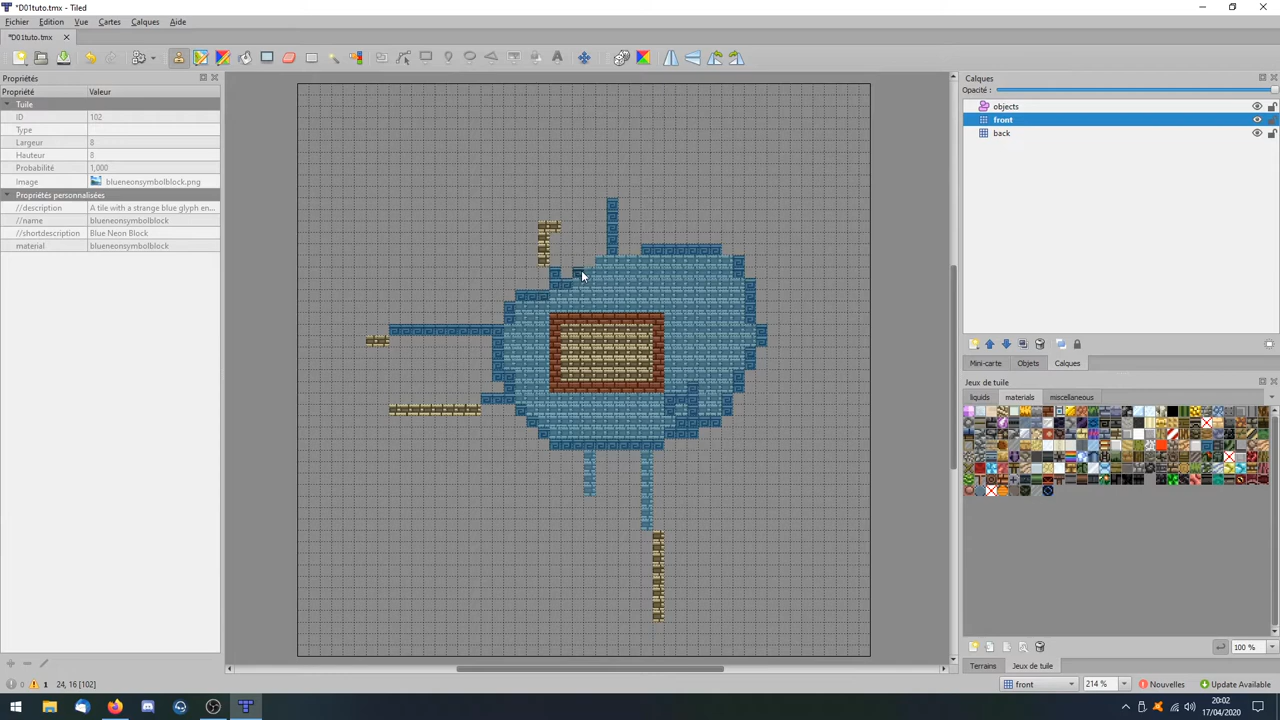 *D01tuto.tmx - Tiled
Fichier Edition Vue Cartes Calques Aide
*D01tuto.tmx
Propriétés
Propriété Valeur
Tuile
ID 102
Type
Largeur 8
Hauteur 8
Probabilité 1,000
Image blueneonsymbolblock.png
Propriétés personnalisées
//description A tile with a strange blue glyph en...
//name blueneonsymbolblock
//shortdescription Blue Neon Block
material blueneonsymbolblock
0 1 24, 16 [102]
Calques
Opacité :
objects
front
back
Mini-carte Objets Calques
Jeux de tuile
liquids materials miscellaneous
100 %
Terrains Jeux de tuile
front 214 % Nouvelles Update Available
20:02
17/04/2020